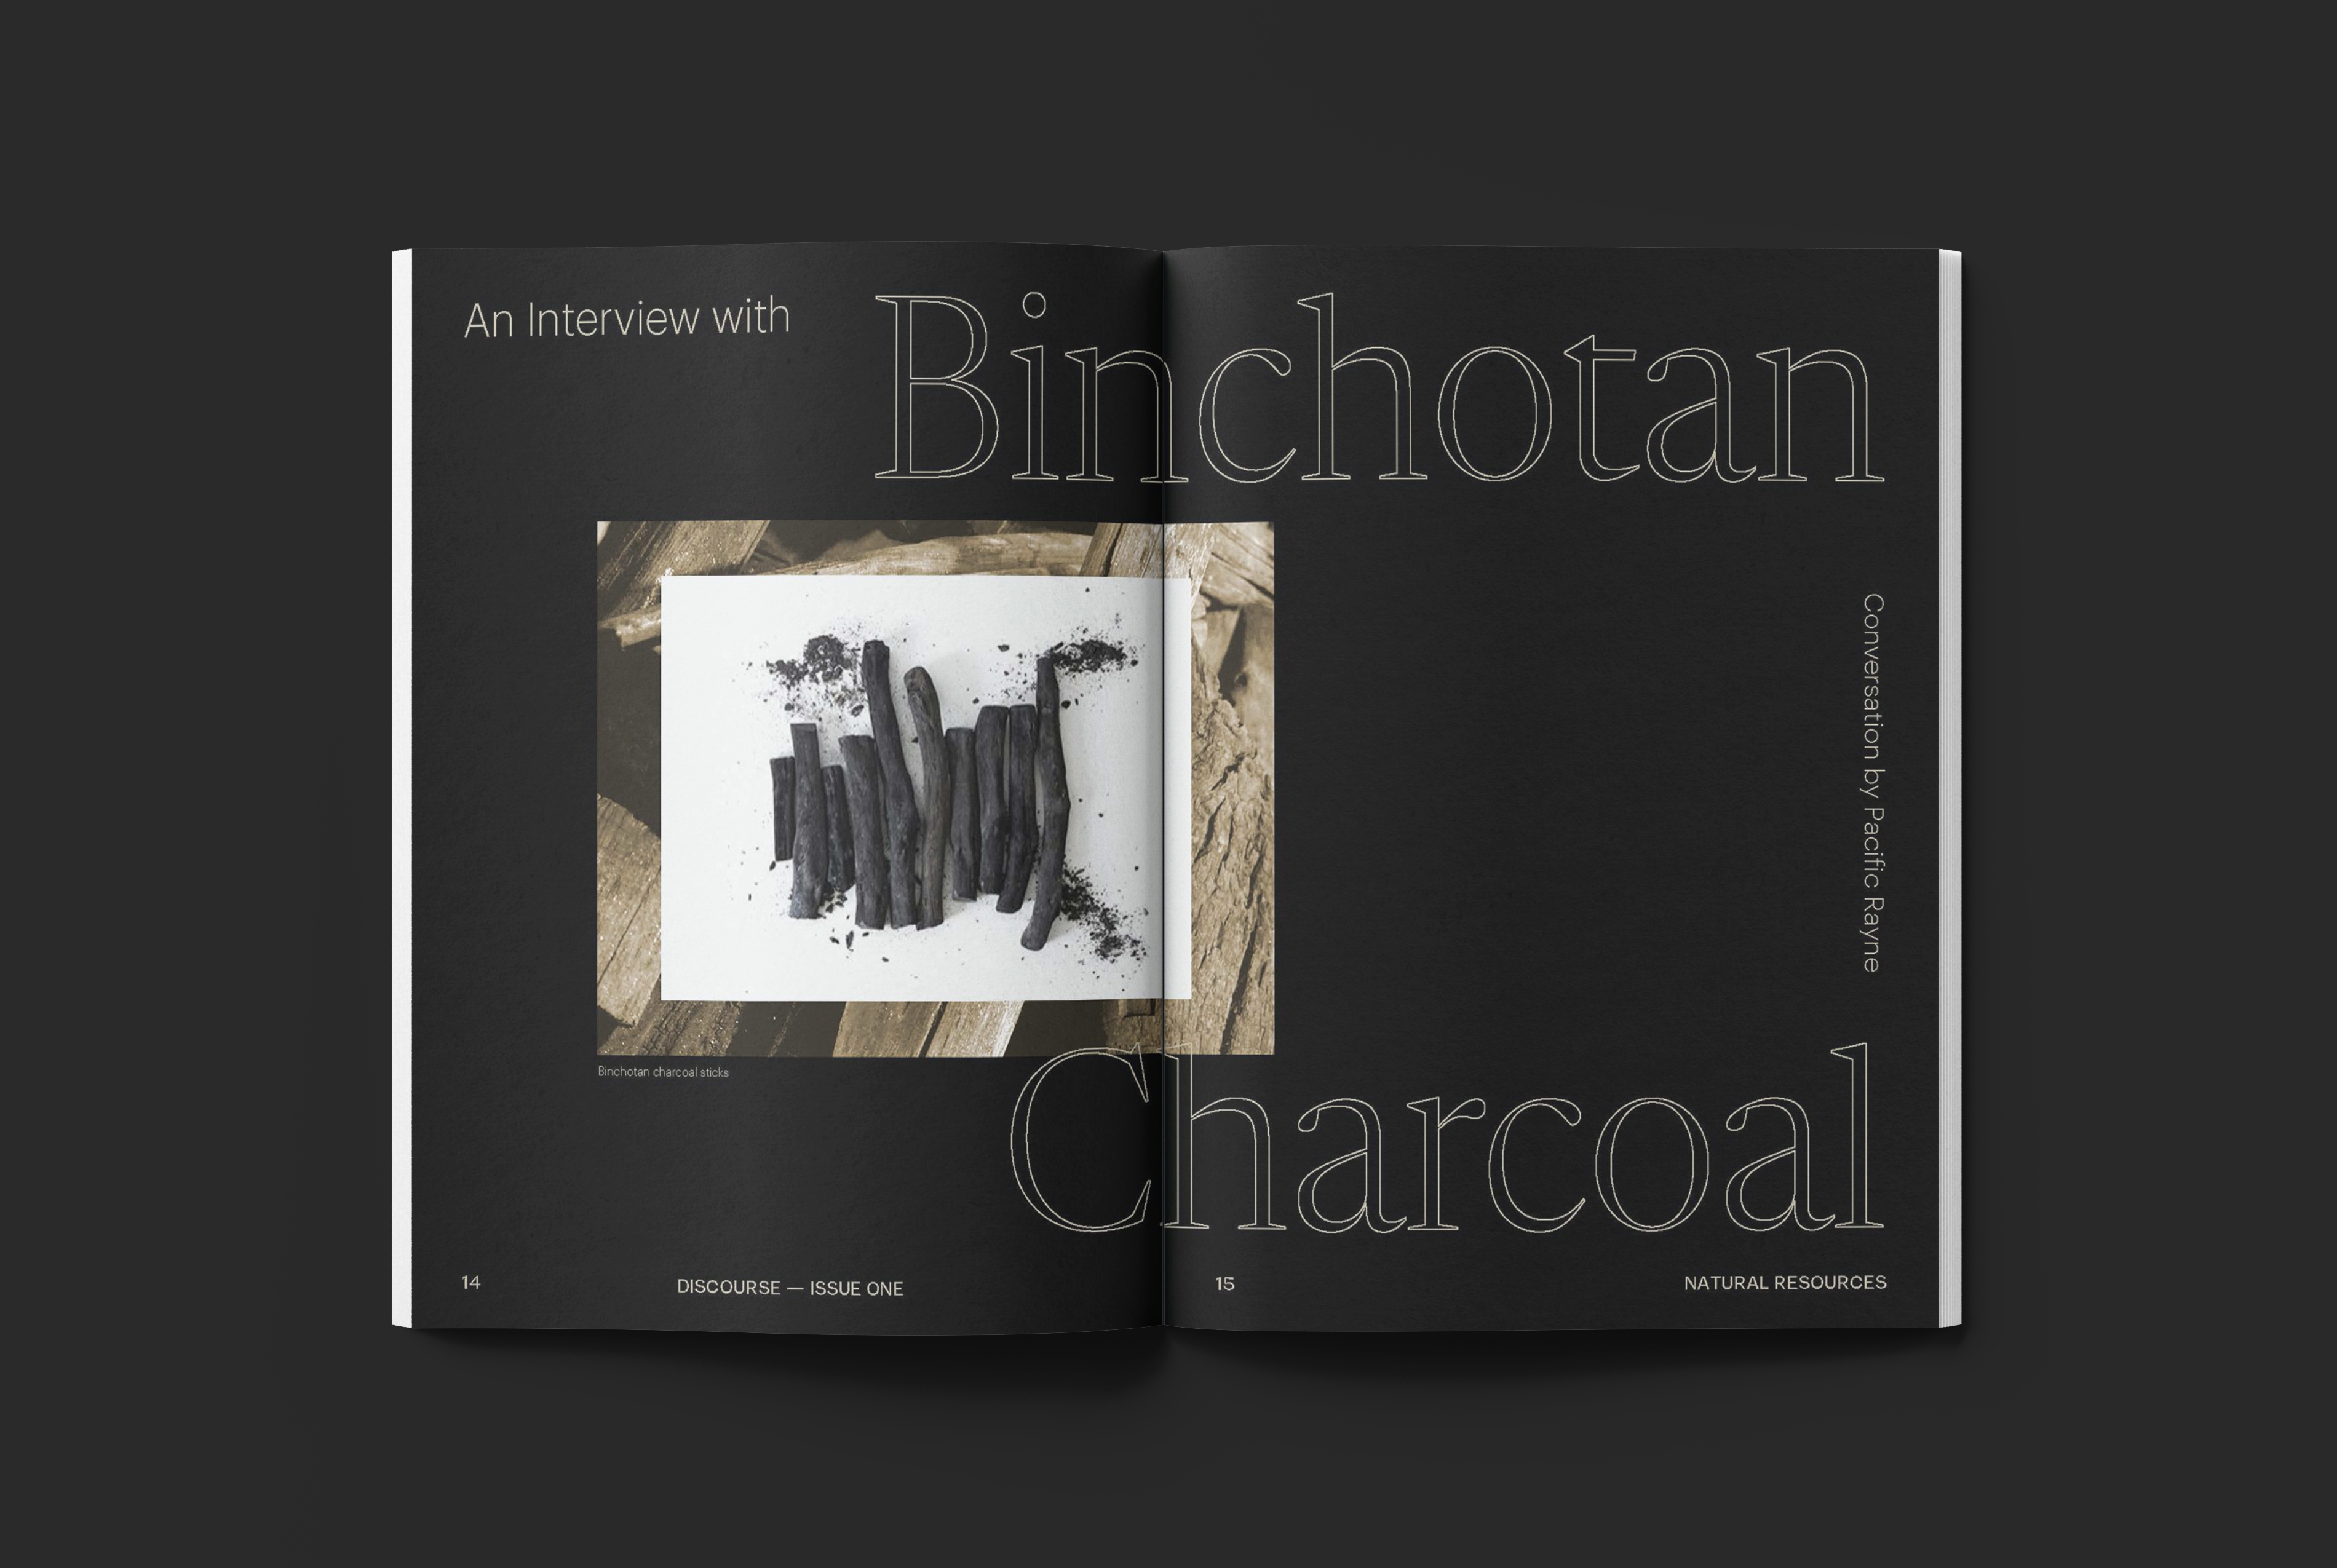 An Interview with
Binchotan
Conversation by Pacific Rayne
Binchotan charcoal sticks
Charcoal
14
DISCOURSE — ISSUE ONE
15
NATURAL RESOURCES